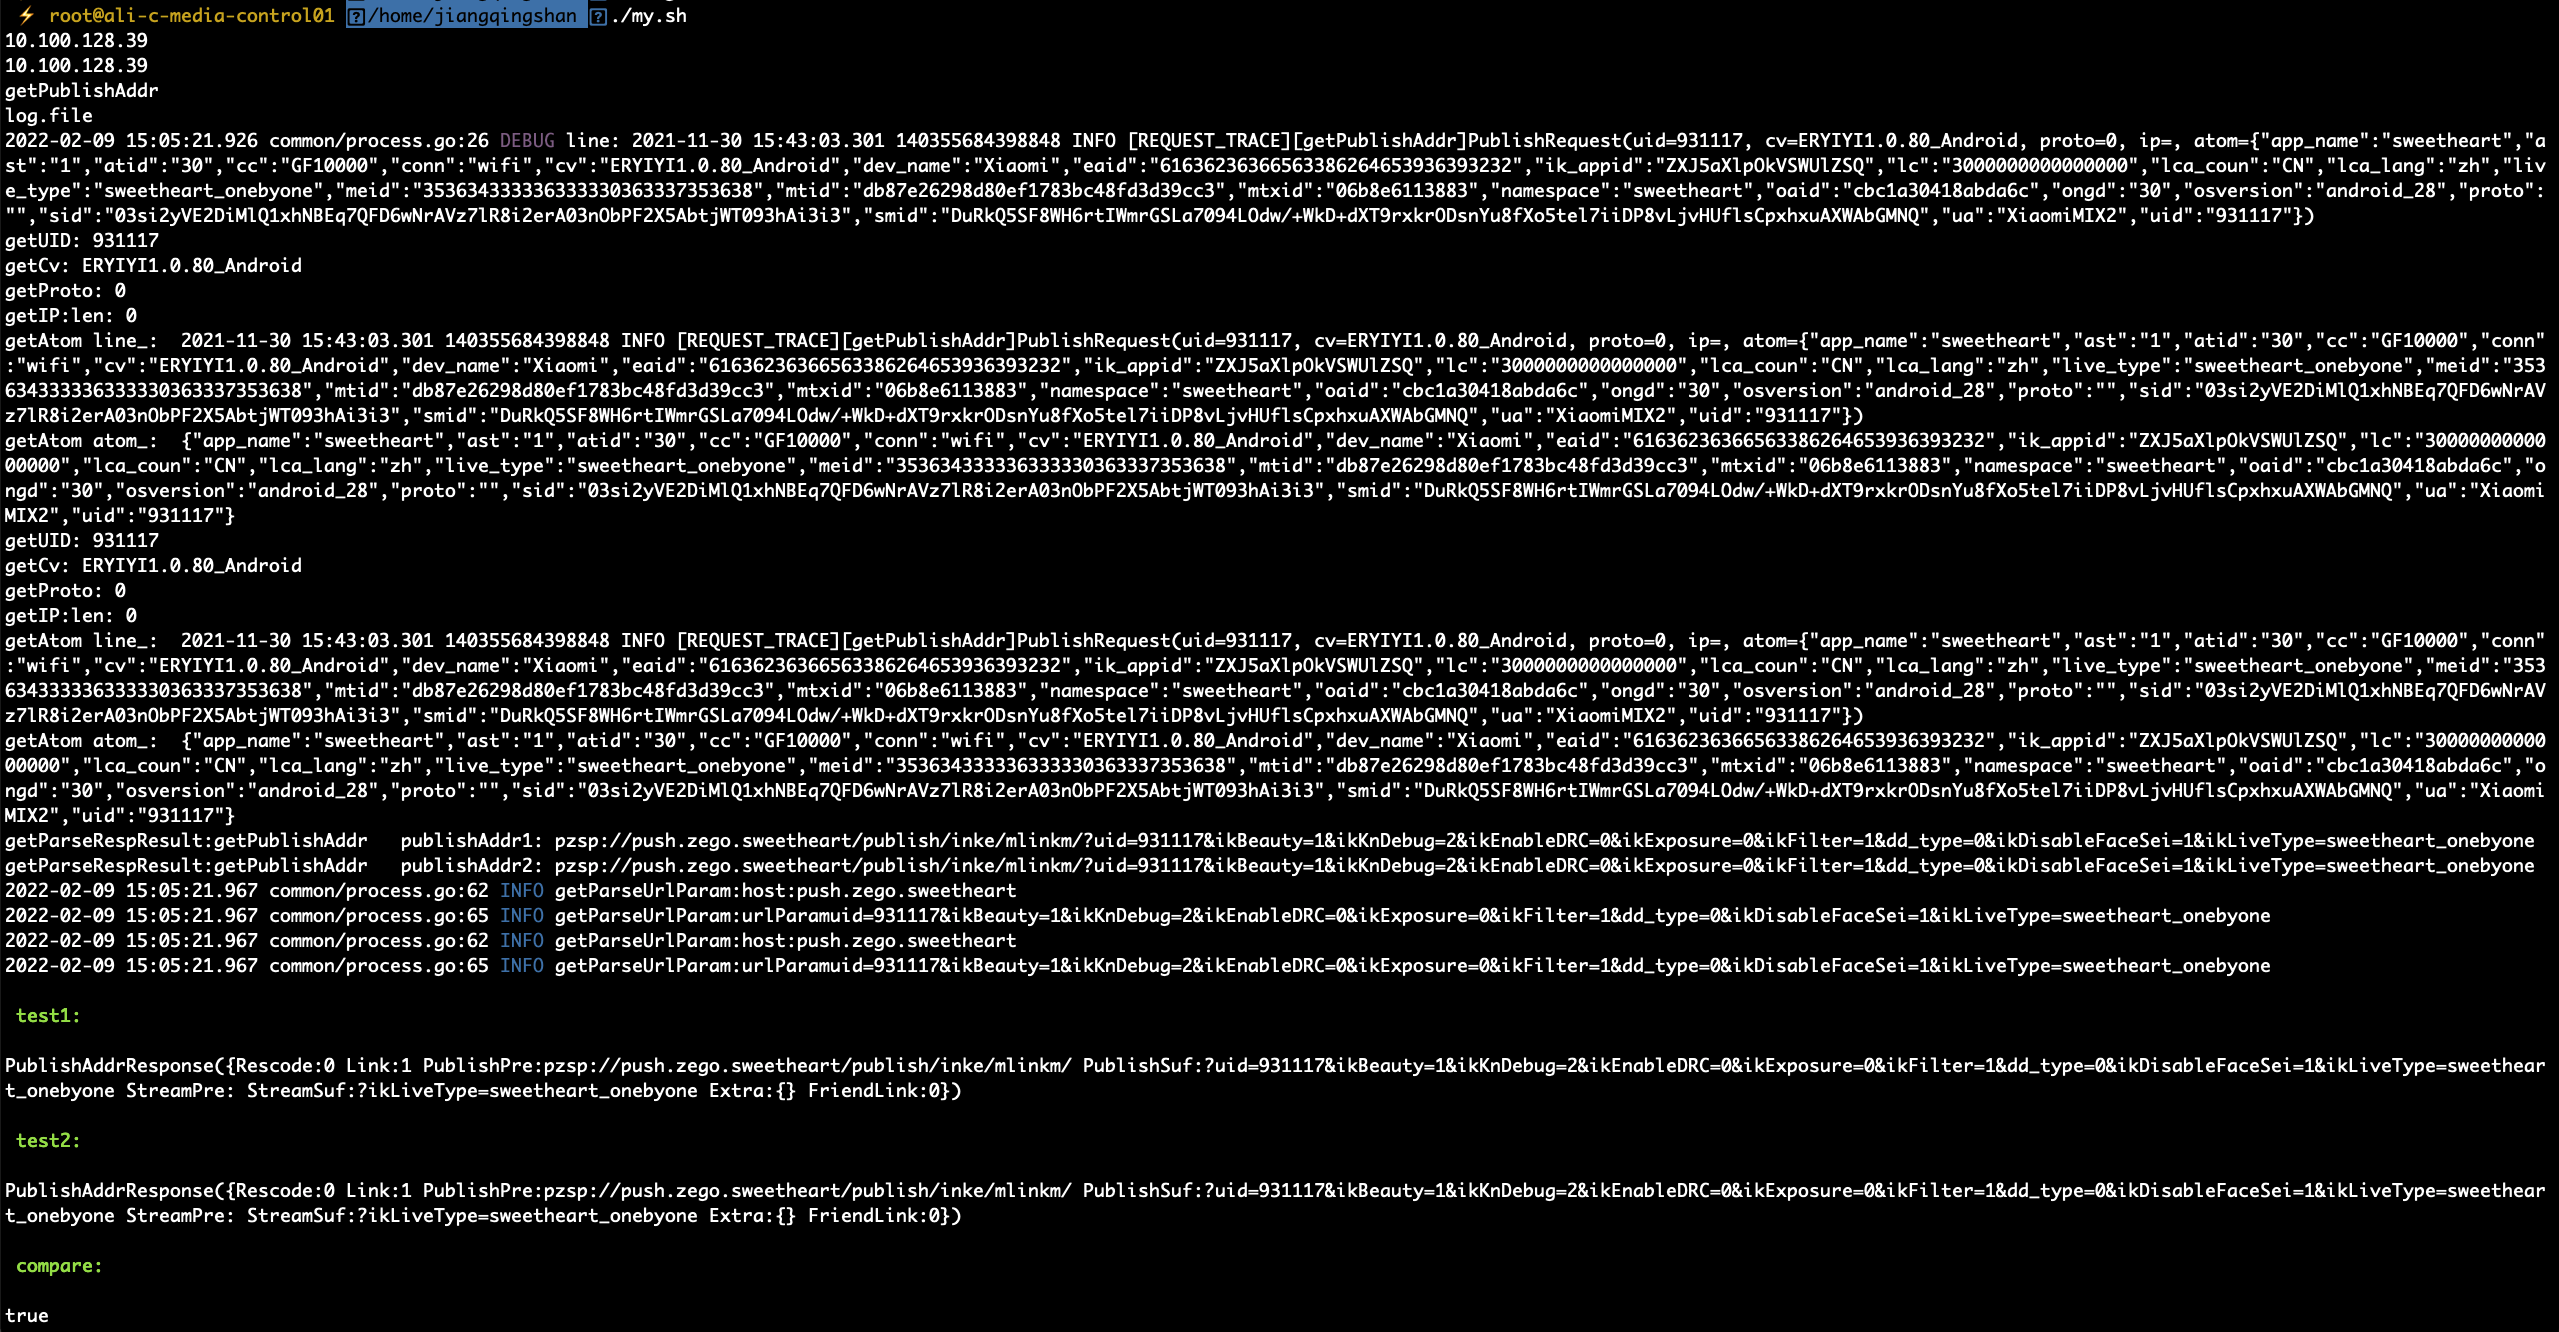 ⚡ root@ali-c-media-control01 /home/jiangqingshan ./my.sh
10.100.128.39
10.100.128.39
getPublishAddr
log.file
2022-02-09 15:05:21.926 common/process.go:26 DEBUG line: 2021-11-30 15:43:03.301 140355684398848 INFO [REQUEST_TRACE][getPublishAddr]PublishRequest(uid=931117, cv=ERYIYI1.0.80_Android, proto=0, ip=, atom={"app_name":"sweetheart","a
st":"1","atid":"30","cc":"GF10000","conn":"wifi","cv":"ERYIYI1.0.80_Android","dev_name":"Xiaomi","eaid":"61636236366563386264653936393232","ik_appid":"ZXJ5aXlpOkVSWUlZSQ","lc":"3000000000000000","lca_coun":"CN","lca_lang":"zh","liv
e_type":"sweetheart_onebyone","meid":"353634333336333330363337353638","mtid":"db87e26298d80ef1783bc48fd3d39cc3","mtxid":"06b8e6113883","namespace":"sweetheart","oaid":"cbc1a30418abda6c","ongd":"30","osversion":"android_28","proto":
"","sid":"03si2yVE2DiMlQ1xhNBEq7QFD6wNrAVz7lR8i2erA03nObPF2X5AbtjWT093hAi3i3","smid":"DuRkQ5SF8WH6rtIWmrGSLa7094LOdw/+WkD+dXT9rxkrODsnYu8fXo5tel7iiDP8vLjvHUflsCpxhxuAXWAbGMNQ","ua":"XiaomiMIX2","uid":"931117"})
getUID: 931117
getCv: ERYIYI1.0.80_Android
getProto: 0
getIP:len: 0
getAtom line_:  2021-11-30 15:43:03.301 140355684398848 INFO [REQUEST_TRACE][getPublishAddr]PublishRequest(uid=931117, cv=ERYIYI1.0.80_Android, proto=0, ip=, atom={"app_name":"sweetheart","ast":"1","atid":"30","cc":"GF10000","conn"
:"wifi","cv":"ERYIYI1.0.80_Android","dev_name":"Xiaomi","eaid":"61636236366563386264653936393232","ik_appid":"ZXJ5aXlpOkVSWUlZSQ","lc":"3000000000000000","lca_coun":"CN","lca_lang":"zh","live_type":"sweetheart_onebyone","meid":"353
634333336333330363337353638","mtid":"db87e26298d80ef1783bc48fd3d39cc3","mtxid":"06b8e6113883","namespace":"sweetheart","oaid":"cbc1a30418abda6c","ongd":"30","osversion":"android_28","proto":"","sid":"03si2yVE2DiMlQ1xhNBEq7QFD6wNrAV
z7lR8i2erA03nObPF2X5AbtjWT093hAi3i3","smid":"DuRkQ5SF8WH6rtIWmrGSLa7094LOdw/+WkD+dXT9rxkrODsnYu8fXo5tel7iiDP8vLjvHUflsCpxhxuAXWAbGMNQ","ua":"XiaomiMIX2","uid":"931117"})
getAtom atom_:  {"app_name":"sweetheart","ast":"1","atid":"30","cc":"GF10000","conn":"wifi","cv":"ERYIYI1.0.80_Android","dev_name":"Xiaomi","eaid":"61636236366563386264653936393232","ik_appid":"ZXJ5aXlpOkVSWUlZSQ","lc":"30000000000
00000","lca_coun":"CN","lca_lang":"zh","live_type":"sweetheart_onebyone","meid":"353634333336333330363337353638","mtid":"db87e26298d80ef1783bc48fd3d39cc3","mtxid":"06b8e6113883","namespace":"sweetheart","oaid":"cbc1a30418abda6c","o
ngd":"30","osversion":"android_28","proto":"","sid":"03si2yVE2DiMlQ1xhNBEq7QFD6wNrAVz7lR8i2erA03nObPF2X5AbtjWT093hAi3i3","smid":"DuRkQ5SF8WH6rtIWmrGSLa7094LOdw/+WkD+dXT9rxkrODsnYu8fXo5tel7iiDP8vLjvHUflsCpxhxuAXWAbGMNQ","ua":"Xiaomi
MIX2","uid":"931117"}
getUID: 931117
getCv: ERYIYI1.0.80_Android
getProto: 0
getIP:len: 0
getAtom line_:  2021-11-30 15:43:03.301 140355684398848 INFO [REQUEST_TRACE][getPublishAddr]PublishRequest(uid=931117, cv=ERYIYI1.0.80_Android, proto=0, ip=, atom={"app_name":"sweetheart","ast":"1","atid":"30","cc":"GF10000","conn"
:"wifi","cv":"ERYIYI1.0.80_Android","dev_name":"Xiaomi","eaid":"61636236366563386264653936393232","ik_appid":"ZXJ5aXlpOkVSWUlZSQ","lc":"3000000000000000","lca_coun":"CN","lca_lang":"zh","live_type":"sweetheart_onebyone","meid":"353
634333336333330363337353638","mtid":"db87e26298d80ef1783bc48fd3d39cc3","mtxid":"06b8e6113883","namespace":"sweetheart","oaid":"cbc1a30418abda6c","ongd":"30","osversion":"android_28","proto":"","sid":"03si2yVE2DiMlQ1xhNBEq7QFD6wNrAV
z7lR8i2erA03nObPF2X5AbtjWT093hAi3i3","smid":"DuRkQ5SF8WH6rtIWmrGSLa7094LOdw/+WkD+dXT9rxkrODsnYu8fXo5tel7iiDP8vLjvHUflsCpxhxuAXWAbGMNQ","ua":"XiaomiMIX2","uid":"931117"})
getAtom atom_:  {"app_name":"sweetheart","ast":"1","atid":"30","cc":"GF10000","conn":"wifi","cv":"ERYIYI1.0.80_Android","dev_name":"Xiaomi","eaid":"61636236366563386264653936393232","ik_appid":"ZXJ5aXlpOkVSWUlZSQ","lc":"30000000000
00000","lca_coun":"CN","lca_lang":"zh","live_type":"sweetheart_onebyone","meid":"353634333336333330363337353638","mtid":"db87e26298d80ef1783bc48fd3d39cc3","mtxid":"06b8e6113883","namespace":"sweetheart","oaid":"cbc1a30418abda6c","o
ngd":"30","osversion":"android_28","proto":"","sid":"03si2yVE2DiMlQ1xhNBEq7QFD6wNrAVz7lR8i2erA03nObPF2X5AbtjWT093hAi3i3","smid":"DuRkQ5SF8WH6rtIWmrGSLa7094LOdw/+WkD+dXT9rxkrODsnYu8fXo5tel7iiDP8vLjvHUflsCpxhxuAXWAbGMNQ","ua":"Xiaomi
MIX2","uid":"931117"}
getParseRespResult:getPublishAddr   publishAddr1: pzsp://push.zego.sweetheart/publish/inke/mlinkm/?uid=931117&ikBeauty=1&ikKnDebug=2&ikEnableDRC=0&ikExposure=0&ikFilter=1&dd_type=0&ikDisableFaceSei=1&ikLiveType=sweetheart_onebyone
getParseRespResult:getPublishAddr   publishAddr2: pzsp://push.zego.sweetheart/publish/inke/mlinkm/?uid=931117&ikBeauty=1&ikKnDebug=2&ikEnableDRC=0&ikExposure=0&ikFilter=1&dd_type=0&ikDisableFaceSei=1&ikLiveType=sweetheart_onebyone
2022-02-09 15:05:21.967 common/process.go:62 INFO getParseUrlParam:host:push.zego.sweetheart
2022-02-09 15:05:21.967 common/process.go:65 INFO getParseUrlParam:urlParamuid=931117&ikBeauty=1&ikKnDebug=2&ikEnableDRC=0&ikExposure=0&ikFilter=1&dd_type=0&ikDisableFaceSei=1&ikLiveType=sweetheart_onebyone
2022-02-09 15:05:21.967 common/process.go:62 INFO getParseUrlParam:host:push.zego.sweetheart
2022-02-09 15:05:21.967 common/process.go:65 INFO getParseUrlParam:urlParamuid=931117&ikBeauty=1&ikKnDebug=2&ikEnableDRC=0&ikExposure=0&ikFilter=1&dd_type=0&ikDisableFaceSei=1&ikLiveType=sweetheart_onebyone
test1:
PublishAddrResponse({Rescode:0 Link:1 PublishPre:pzsp://push.zego.sweetheart/publish/inke/mlinkm/ PublishSuf:?uid=931117&ikBeauty=1&ikKnDebug=2&ikEnableDRC=0&ikExposure=0&ikFilter=1&dd_type=0&ikDisableFaceSei=1&ikLiveType=sweethear
t_onebyone StreamPre: StreamSuf:?ikLiveType=sweetheart_onebyone Extra:{} FriendLink:0})
test2:
PublishAddrResponse({Rescode:0 Link:1 PublishPre:pzsp://push.zego.sweetheart/publish/inke/mlinkm/ PublishSuf:?uid=931117&ikBeauty=1&ikKnDebug=2&ikEnableDRC=0&ikExposure=0&ikFilter=1&dd_type=0&ikDisableFaceSei=1&ikLiveType=sweethear
t_onebyone StreamPre: StreamSuf:?ikLiveType=sweetheart_onebyone Extra:{} FriendLink:0})
compare:
true